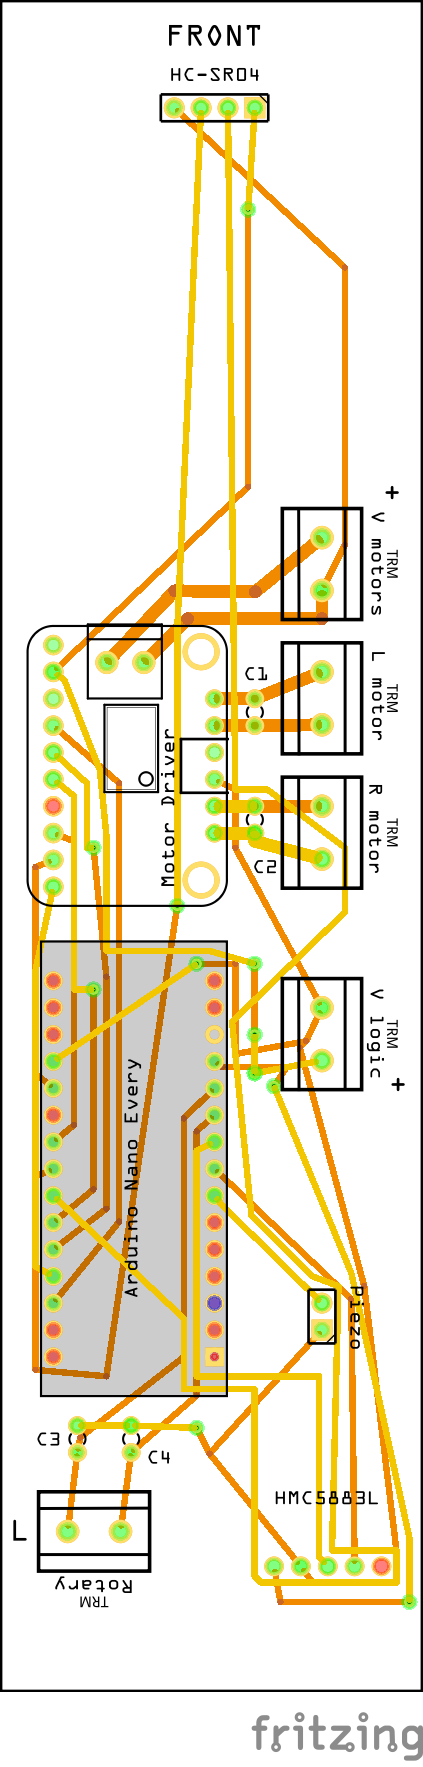 FRONT
HC-SR04
+
V motors
TRM
L motor
TRM
C1
Motor Driver
R motor
TRM
C2
V logic
TRM
+
Arduino Nano Every
Piezo
C3
C4
HMC5883L
L
Rotary
TRM
fritzing